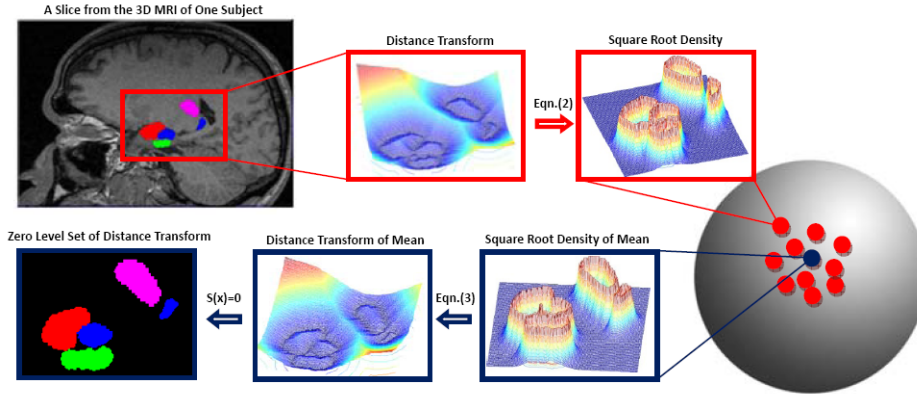 A Slice from the 3D MRI of One Subject
Distance Transform
Square Root Density
Eqn.(2)
Zero Level Set of Distance Transform
Distance Transform of Mean
Square Root Density of Mean
S(x)=0
Eqn.(3)